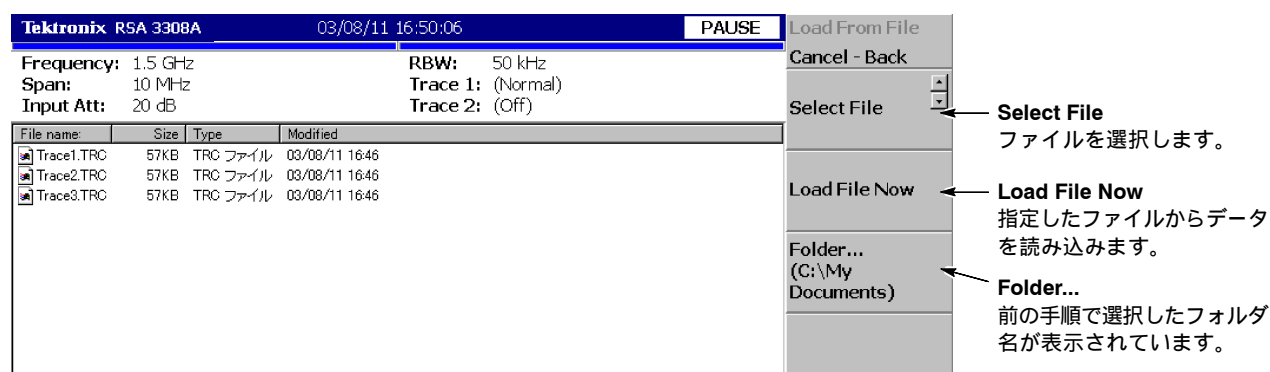 Tektronix RSA 3308A 03/08/11 16:50:06 PAUSE
Frequency: 1.5 GHz RBW: 50 kHz
Span: 10 MHz Trace 1: (Normal)
Input Att: 20 dB Trace 2: (Off)
File name: Size Type Modified
Trace1.TRC 57KB TRC ファイル 03/08/11 16:46
Trace2.TRC 57KB TRC ファイル 03/08/11 16:46
Trace3.TRC 57KB TRC ファイル 03/08/11 16:46
Load From File
Cancel - Back
Select File
Load File Now
Folder...
(C:\My
Documents)
Select File
ファイルを選択します。
Load File Now
指定したファイルからデータ
を読み込みます。
Folder...
前の手順で選択したフォルダ
名が表示されています。